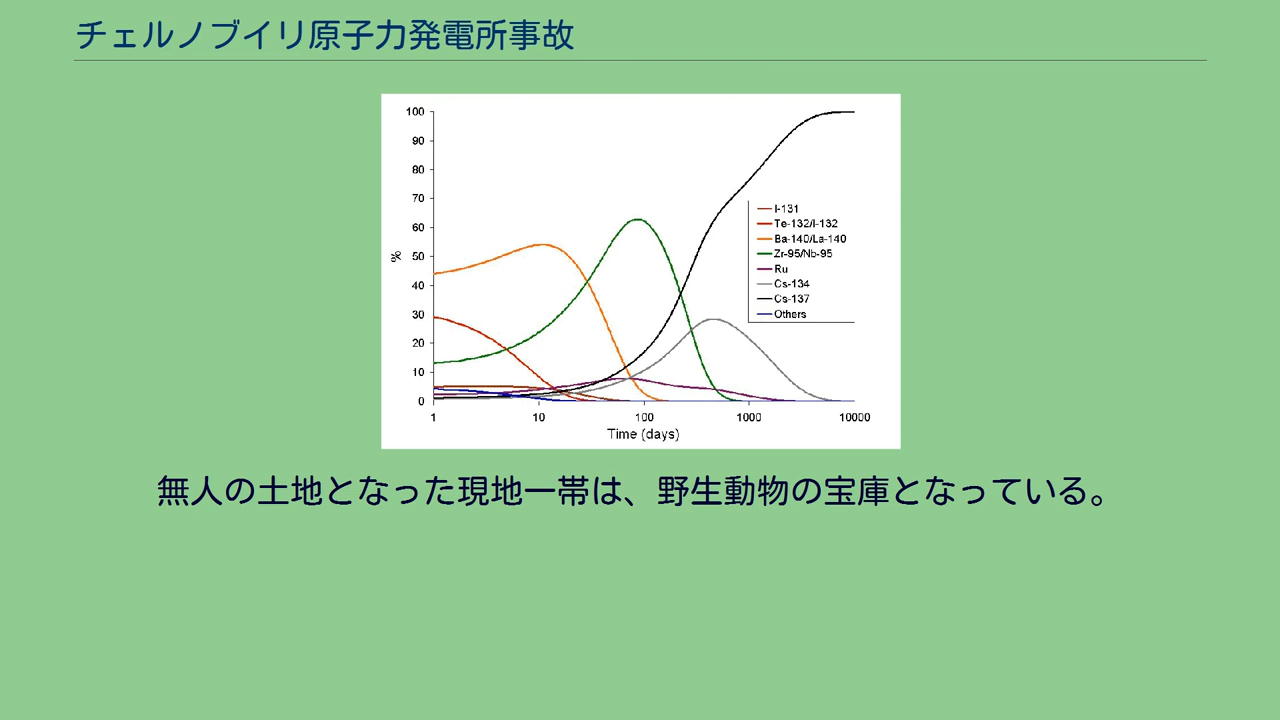 チェルノブイリ原子力発電所事故
100
90
80
70
60
50
40
30
20
10
0
%
1
10
100
1000
10000
Time (days)
I-131
Te-132/I-132
Ba-140/La-140
Zr-95/Nb-95
Ru
Cs-134
Cs-137
Others
無人の土地となった現地一帯は、野生動物の宝庫となっている。